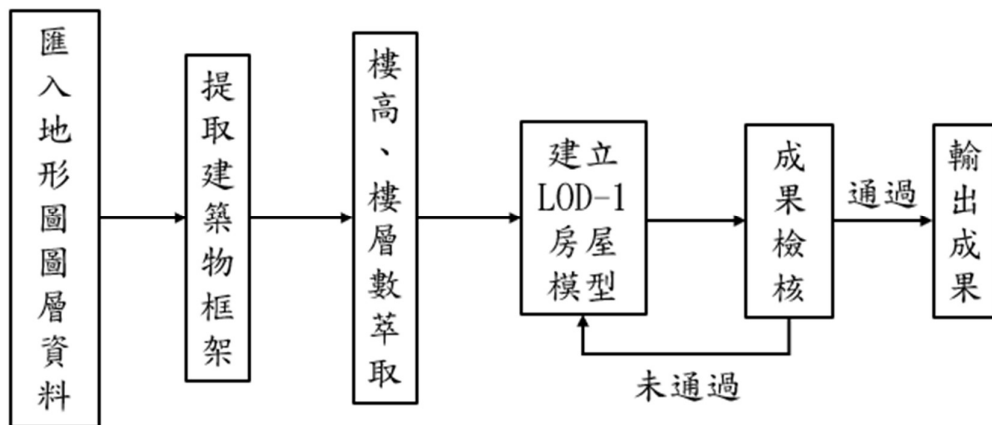 匯入地形圖圖層資料
提取建築物框架
樓高、樓層數萃取
建立
LOD-1
房屋
模型
成果檢核
通過
輸出成果
未通過